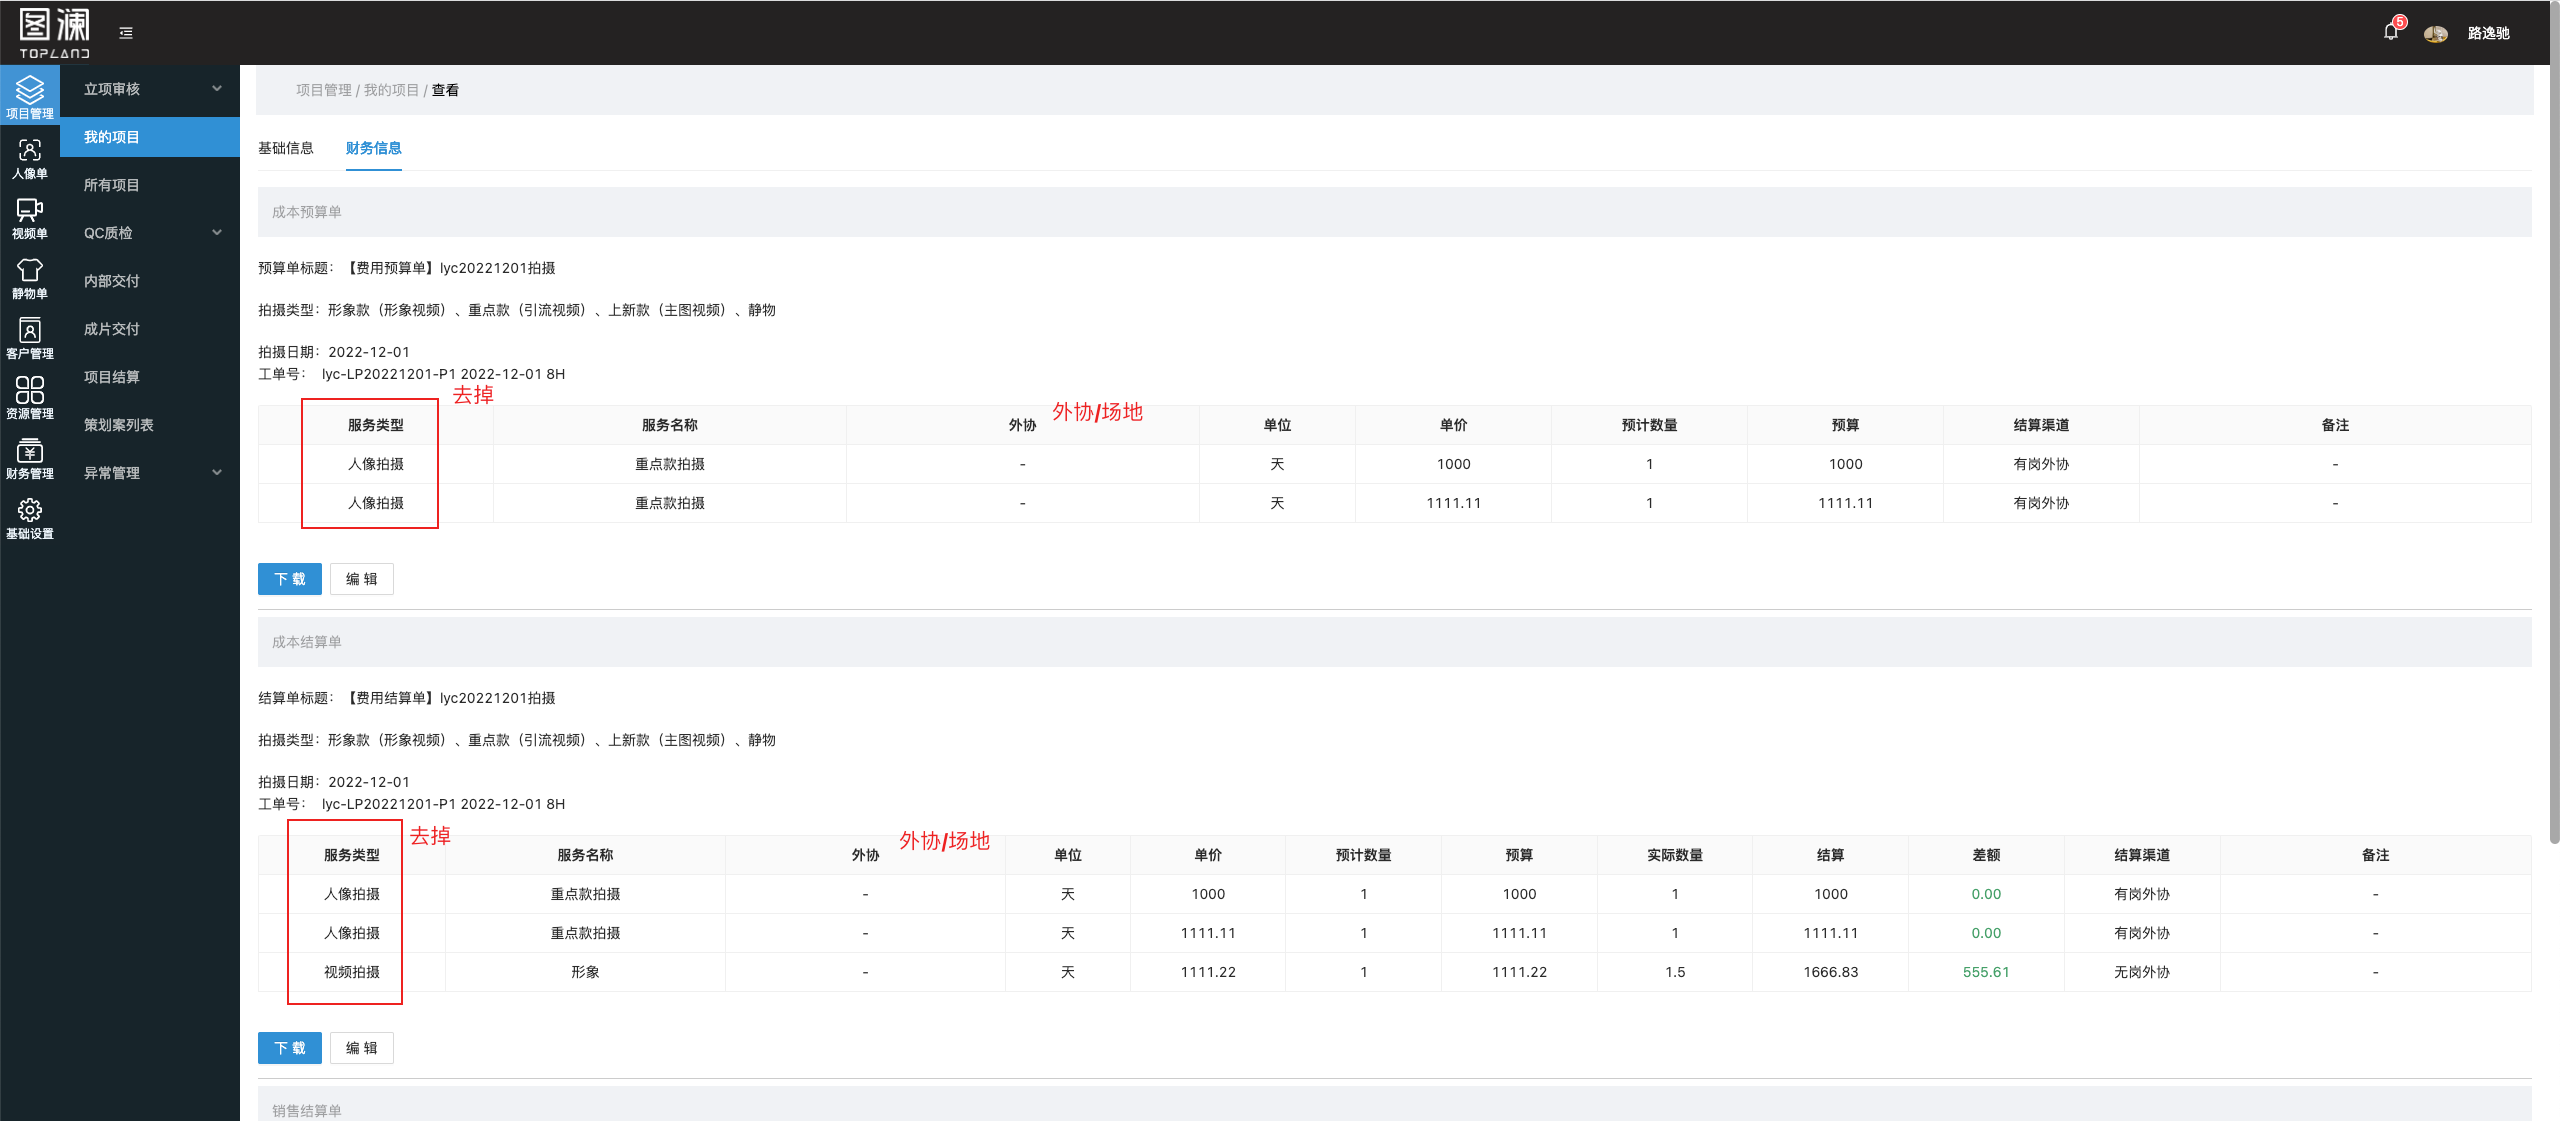 图澜
TOPLAND
5
路逸驰
项目管理
人像单
视频单
静物单
客户管理
资源管理
财务管理
基础设置
立项审核
我的项目
所有项目
QC质检
内部交付
成片交付
项目结算
策划案列表
异常管理
项目管理 / 我的项目 / 查看
基础信息 财务信息
成本预算单
预算单标题：【费用预算单】lyc20221201拍摄
拍摄类型：形象款（形象视频）、重点款（引流视频）、上新款（主图视频）、静物
拍摄日期：2022-12-01
工单号： lyc-LP20221201-P1 2022-12-01 8H
去掉
外协/场地
服务类型 服务名称 外协 单位 单价 预计数量 预算 结算渠道 备注
人像拍摄 重点款拍摄 - 天 1000 1 1000 有岗外协 -
人像拍摄 重点款拍摄 - 天 1111.11 1 1111.11 有岗外协 -
下 载 编 辑
成本结算单
结算单标题：【费用结算单】lyc20221201拍摄
拍摄类型：形象款（形象视频）、重点款（引流视频）、上新款（主图视频）、静物
拍摄日期：2022-12-01
工单号： lyc-LP20221201-P1 2022-12-01 8H
去掉
外协/场地
服务类型 服务名称 外协 单位 单价 预计数量 预算 实际数量 结算 差额 结算渠道 备注
人像拍摄 重点款拍摄 - 天 1000 1 1000 1 1000 0.00 有岗外协 -
人像拍摄 重点款拍摄 - 天 1111.11 1 1111.11 1 1111.11 0.00 有岗外协 -
视频拍摄 形象 - 天 1111.22 1 1111.22 1.5 1666.83 555.61 无岗外协 -
下 载 编 辑
销售结算单